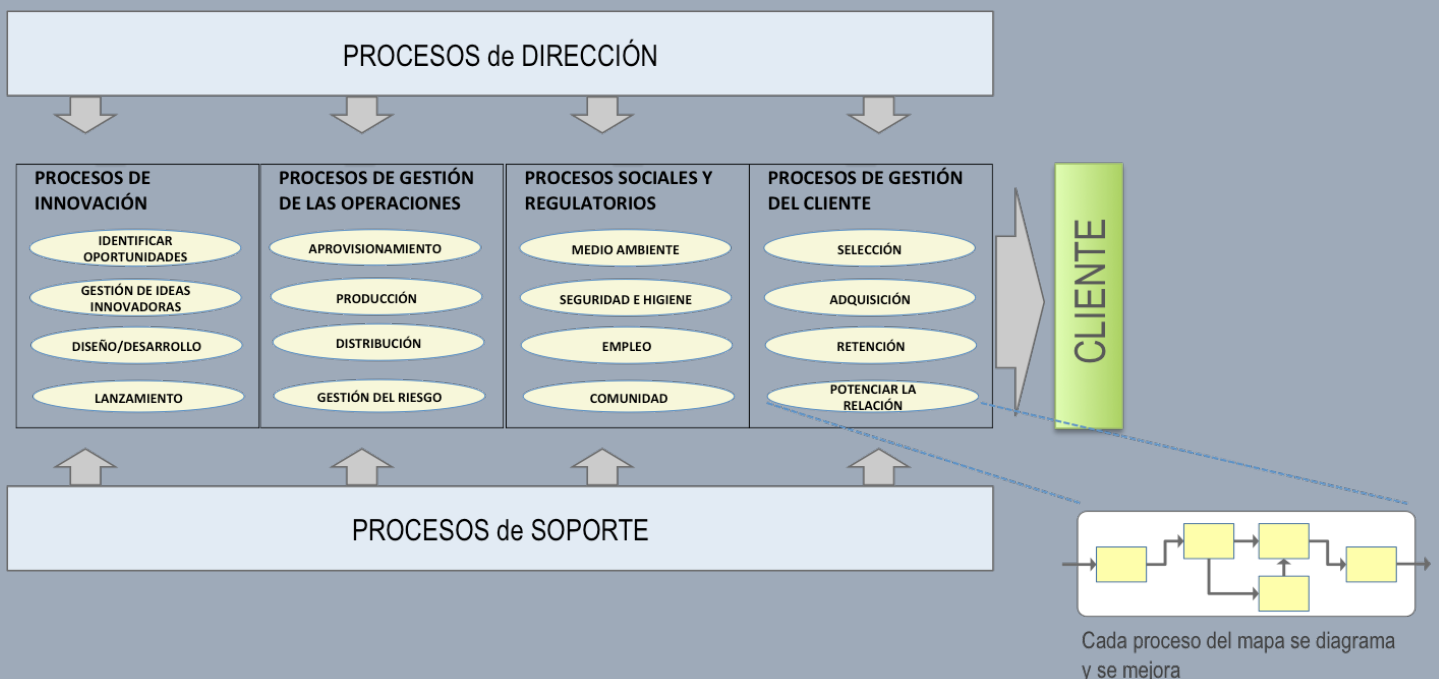 PROCESOS de DIRECCIÓN
PROCESOS DE
INNOVACIÓN
IDENTIFICAR
OPORTUNIDADES
GESTIÓN DE IDEAS
INNOVADORAS
DISEÑO/DESARROLLO
LANZAMIENTO
PROCESOS DE GESTIÓN
DE LAS OPERACIONES
APROVISIONAMIENTO
PRODUCCIÓN
DISTRIBUCIÓN
GESTIÓN DEL RIESGO
PROCESOS SOCIALES Y
REGULATORIOS
MEDIO AMBIENTE
SEGURIDAD E HIGIENE
EMPLEO
COMUNIDAD
PROCESOS DE GESTIÓN
DEL CLIENTE
SELECCIÓN
ADQUISICIÓN
RETENCIÓN
POTENCIAR LA
RELACIÓN
CLIENTE
PROCESOS de SOPORTE
Cada proceso del mapa se diagrama
y se mejora